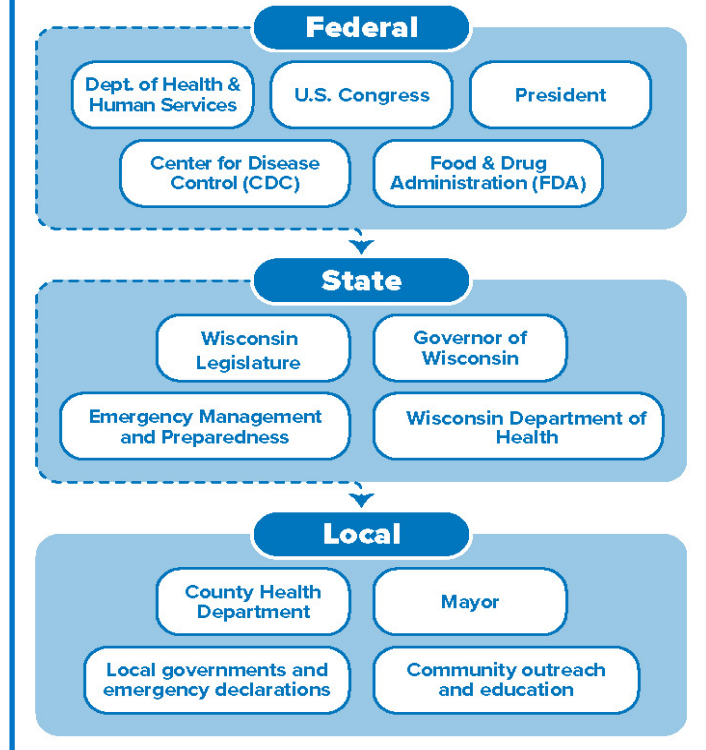 Federal
Dept. of Health &
Human Services
U.S. Congress
President
Center for Disease
Control (CDC)
Food & Drug
Administration (FDA)
State
Wisconsin
Legislature
Governor of
Wisconsin
Emergency Management
and Preparedness
Wisconsin Department of
Health
Local
County Health
Department
Mayor
Local governments and
emergency declarations
Community outreach
and education